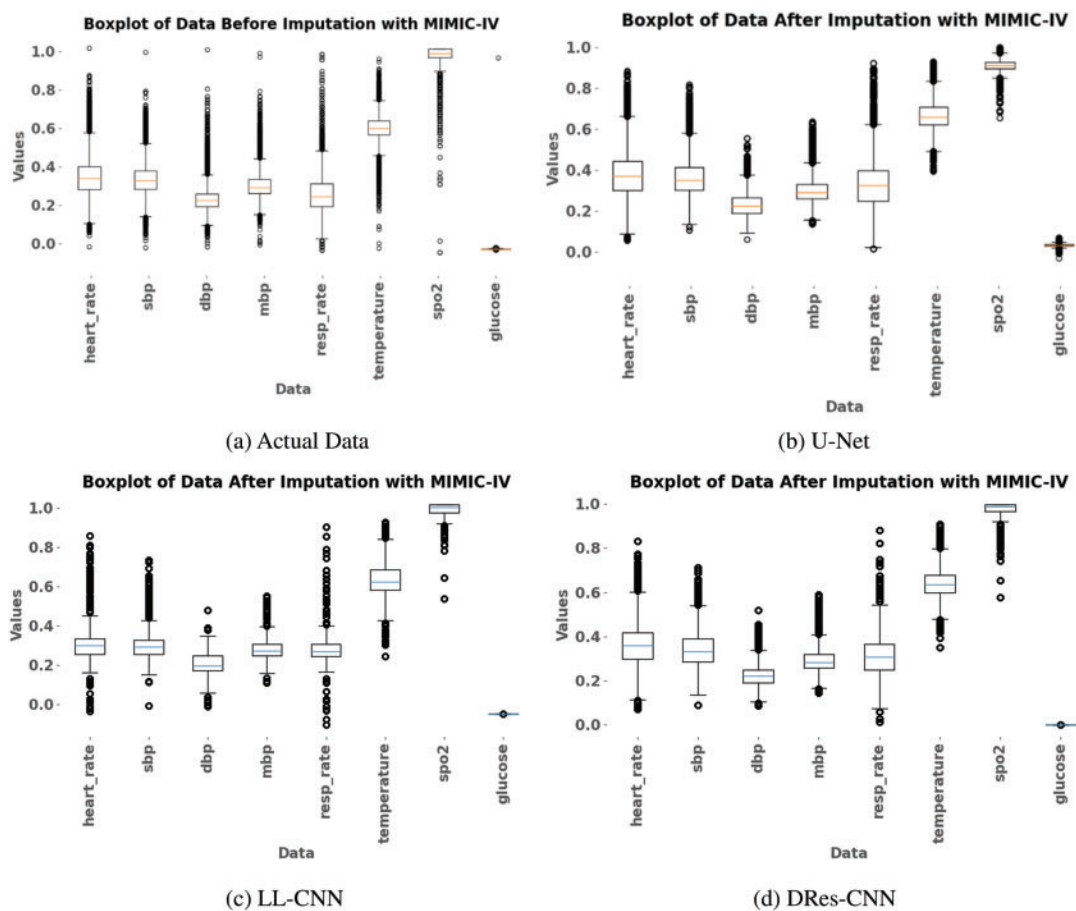 Boxplot of Data Before Imputation with MIMIC-IV
1.0
0.8
0.6
0.4
0.2
0.0
Values
heart_rate
sbp
dbp
mbp
resp_rate
temperature
spo2
glucose
Data
(a) Actual Data
Boxplot of Data After Imputation with MIMIC-IV
1.0
0.8
0.6
0.4
0.2
0.0
Values
heart_rate
sbp
dbp
mbp
resp_rate
temperature
spo2
glucose
Data
(b) U-Net
Boxplot of Data After Imputation with MIMIC-IV
1.0
0.8
0.6
0.4
0.2
0.0
Values
heart_rate
sbp
dbp
mbp
resp_rate
temperature
spo2
glucose
Data
(c) LL-CNN
Boxplot of Data After Imputation with MIMIC-IV
1.0
0.8
0.6
0.4
0.2
0.0
Values
heart_rate
sbp
dbp
mbp
resp_rate
temperature
spo2
glucose
Data
(d) DRes-CNN